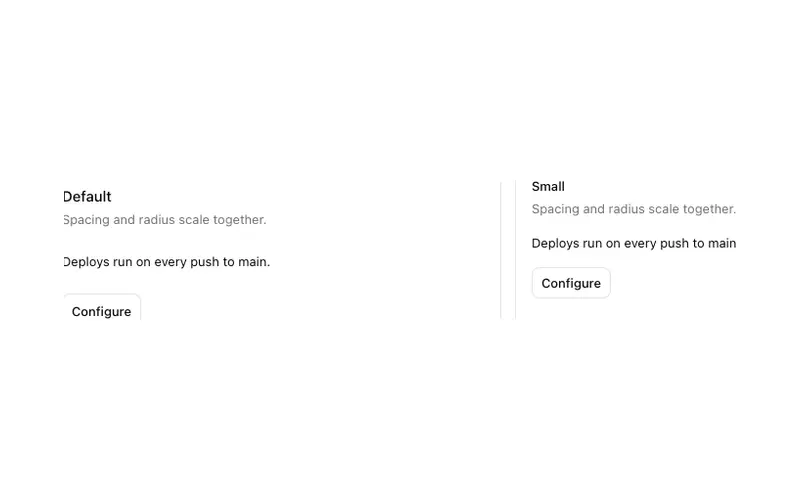 Default
Spacing and radius scale together.
Deploys run on every push to main.
Configure
Small
Spacing and radius scale together.
Deploys run on every push to main
Configure